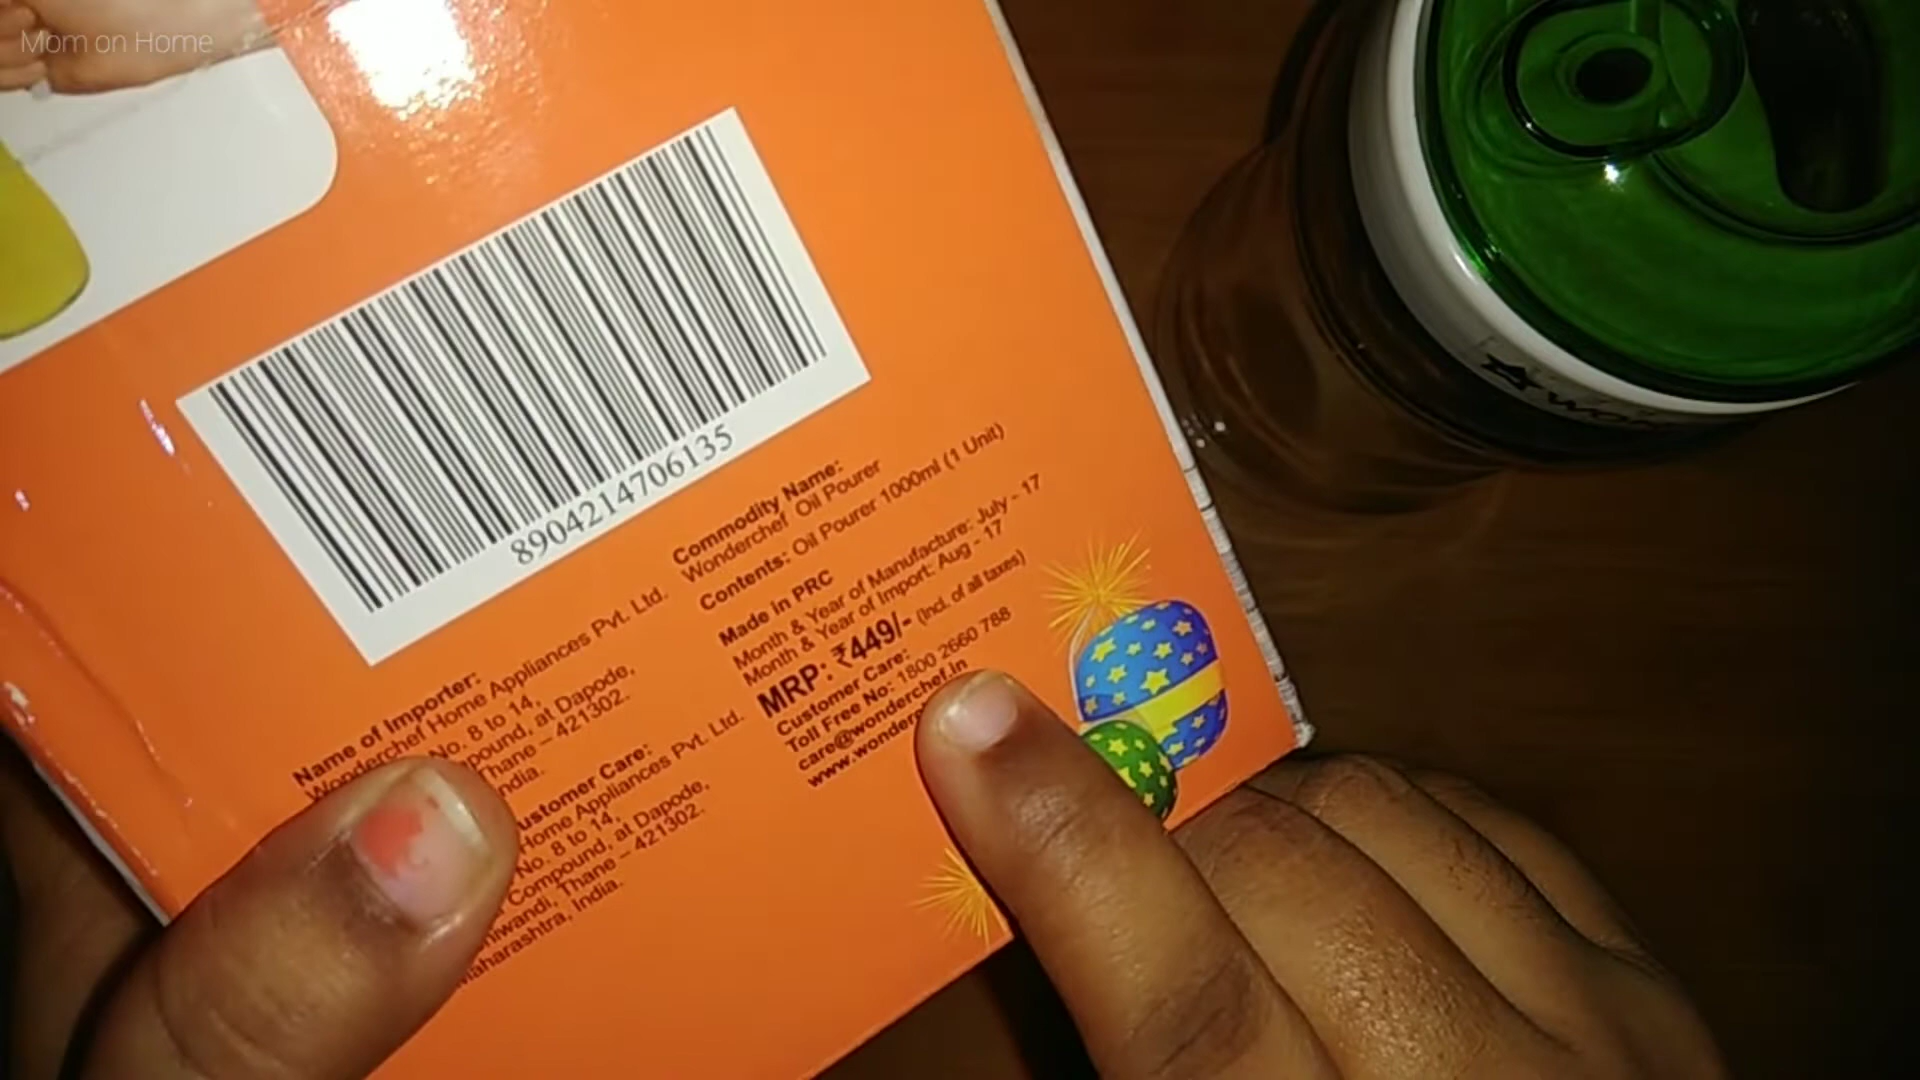 Mom on Home
8904214706135
Name of Importer:
Wonderchef Home Appliances Pvt. Ltd.
No. 8 to 14,
pound, at Dapode,
Thane – 421302.
India.
ustomer Care:
Home Appliances Pvt. Ltd.
No. 8 to 14,
Compound, at Dapode,
hiwandi, Thane – 421302.
Maharashtra, India.
Commodity Name:
Wonderchef Oil Pourer
Contents: Oil Pourer 1000ml (1 Unit)
Made in PRC
Month & Year of Manufacture: July - 17
Month & Year of Import: Aug - 17
MRP: ₹449/- (Incl. of all taxes)
Customer Care:
Toll Free No: 1800 2660 788
care@wonderchef.in
www.wonder